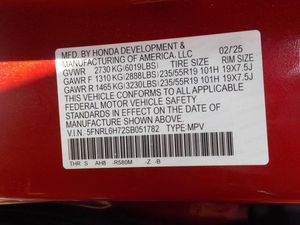 MFD. BY HONDA DEVELOPMENT &
MANUFACTURING OF AMERICA, LLC 02/'25
GVWR 2730 KG(6019LBS) TIRE SIZE RIM SIZE
GAWR F 1310 KG(2888LBS) 235/55R19 101H 19X7.5J
GAWR R 1465 KG(3230LBS) 235/55R19 101H 19X7.5J
THIS VEHICLE CONFORMS TO ALL APPLICABLE
FEDERAL MOTOR VEHICLE SAFETY
STANDARDS IN EFFECT ON THE DATE OF
MANUFACTURE SHOWN ABOVE.
V.I.N. 5FNRL6H72SB051782 TYPE:MPV
THR S AH8 -R580M -Z -B